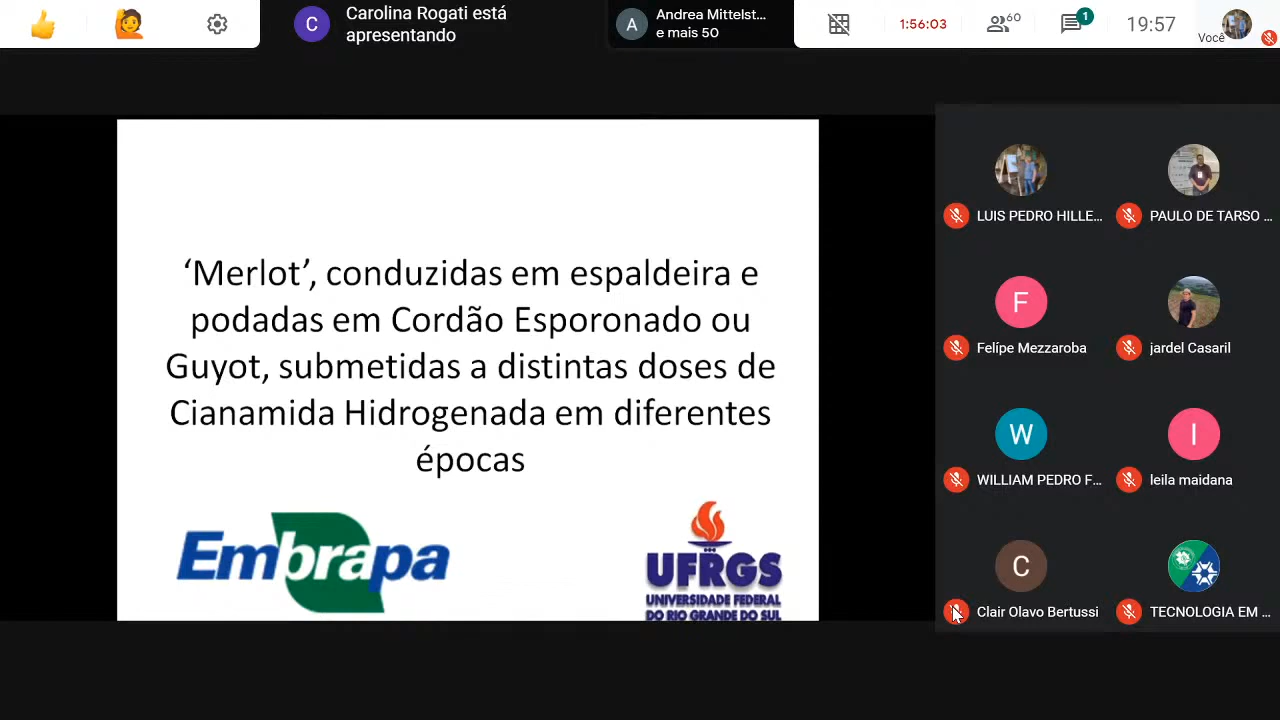 C
Carolina Rogati está
apresentando
A
Andrea Mittelst...
e mais 50
1:56:03
60
1
19:57
Você
‘Merlot’, conduzidas em espaldeira e
podadas em Cordão Esporonado ou
Guyot, submetidas a distintas doses de
Cianamida Hidrogenada em diferentes
épocas
Embrapa
UFRGS
UNIVERSIDADE FEDERAL
DO RIO GRANDE DO SUL
LUIS PEDRO HILLE...
PAULO DE TARSO ...
F
Felípe Mezzaroba
jardel Casaril
W
WILLIAM PEDRO F...
l
leila maidana
C
Clair Olavo Bertussi
TECNOLOGIA EM ...